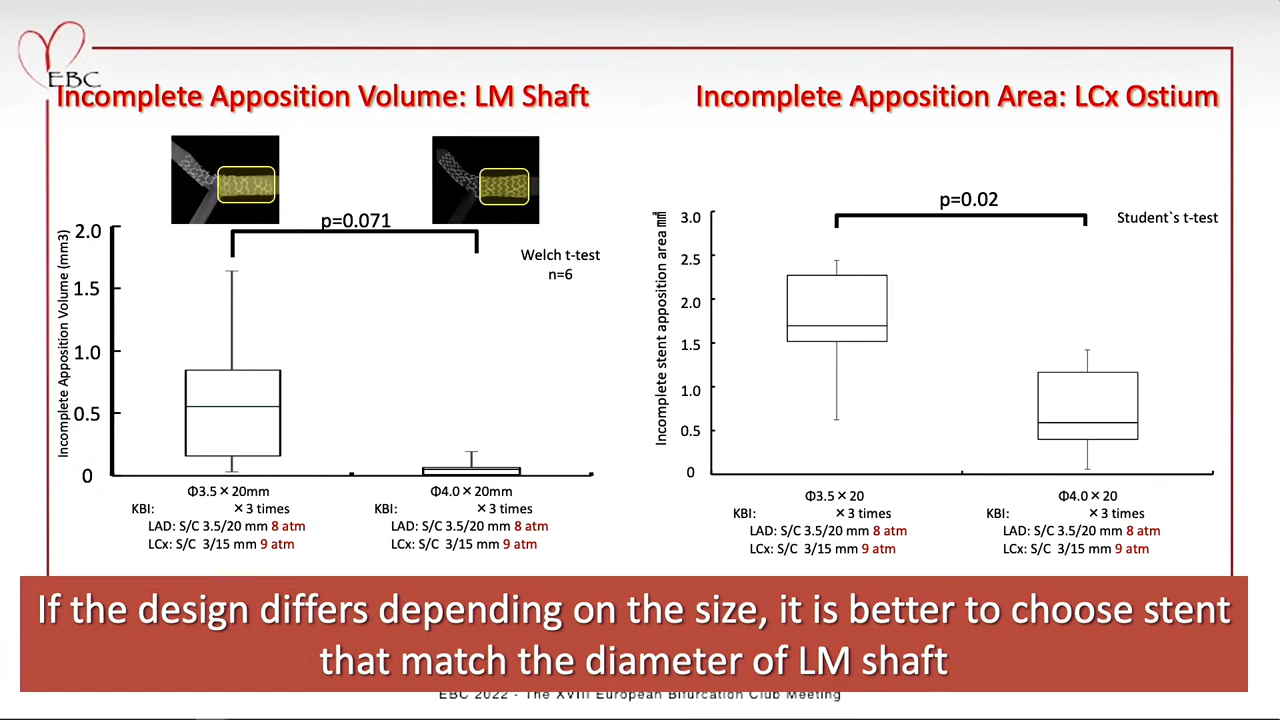 EBC
Incomplete Apposition Volume: LM Shaft
Incomplete Apposition Area: LCx Ostium
p=0.071
Welch t-test
n=6
Incomplete Apposition Volume (mm3)
2.0
1.5
1.0
0.5
0
Φ3.5 × 20mm
KBI: × 3 times
LAD: S/C 3.5/20 mm 8 atm
LCx: S/C 3/15 mm 9 atm
Φ4.0 × 20mm
KBI: × 3 times
LAD: S/C 3.5/20 mm 8 atm
LCx: S/C 3/15 mm 9 atm
p=0.02
Student`s t-test
Incomplete stent apposition area ㎟
3.0
2.5
2.0
1.5
1.0
0.5
0
Φ3.5 × 20
KBI: × 3 times
LAD: S/C 3.5/20 mm 8 atm
LCx: S/C 3/15 mm 9 atm
Φ4.0 × 20
KBI: × 3 times
LAD: S/C 3.5/20 mm 8 atm
LCx: S/C 3/15 mm 9 atm
If the design differs depending on the size, it is better to choose stent
that match the diameter of LM shaft
EBC 2022 - The XVIII European Bifurcation Club Meeting